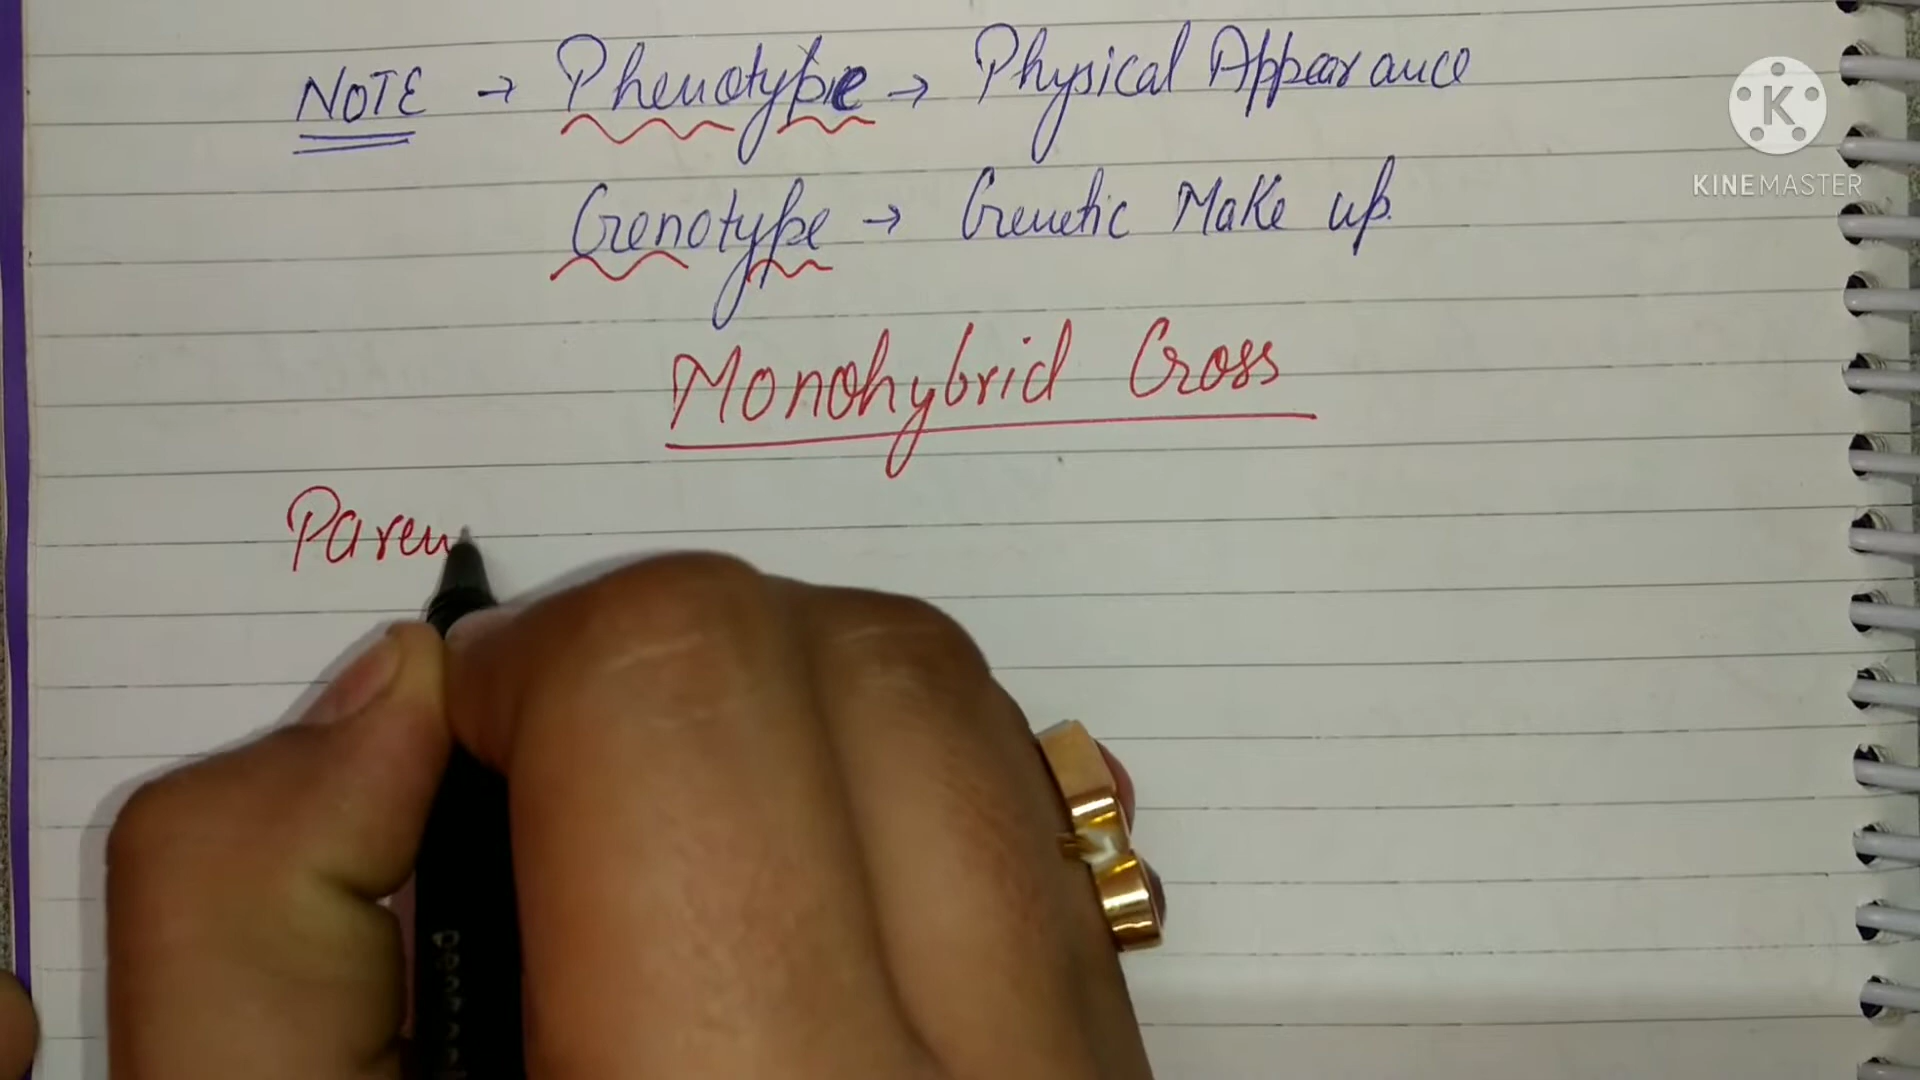 NOTE → Phenotype → Physical Appearance
Genotype → Genetic Make up.
Monohybrid Cross
Paren
K
KINEMASTER